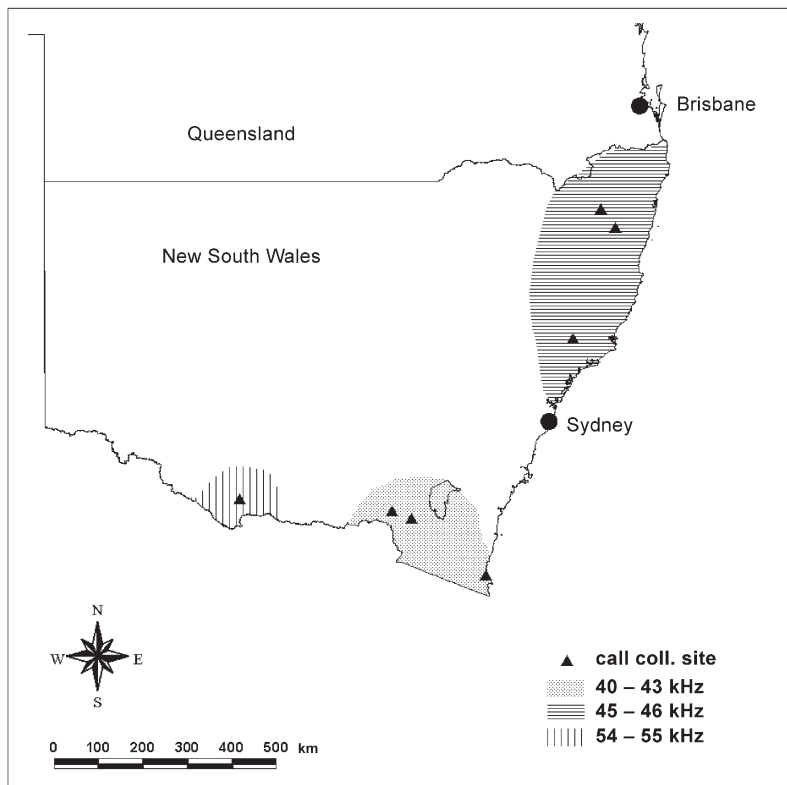 Brisbane
Queensland
New South Wales
Sydney
N
W E
S
call coll. site
40 – 43 kHz
45 – 46 kHz
54 – 55 kHz
0 100 200 300 400 500 km